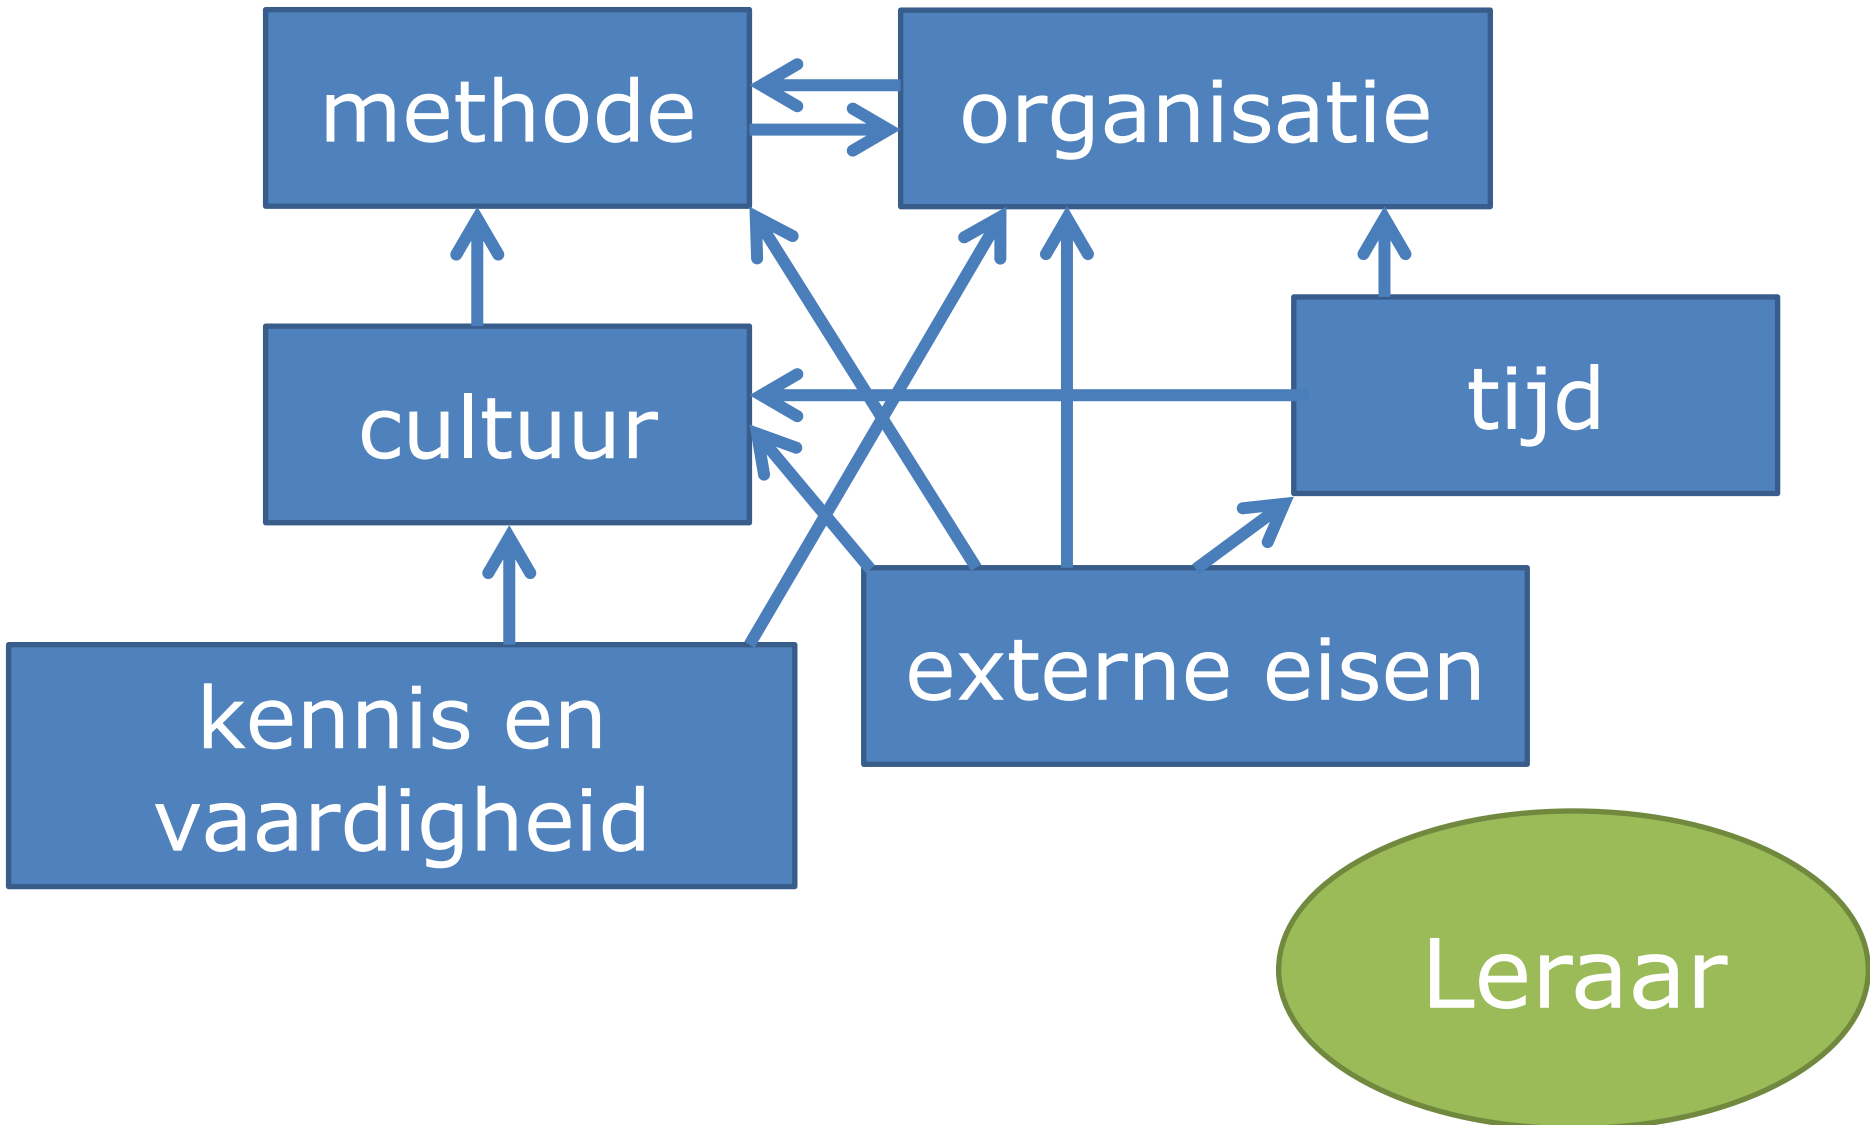 methode
organisatie
cultuur
tijd
kennis en
vaardigheid
externe eisen
Leraar